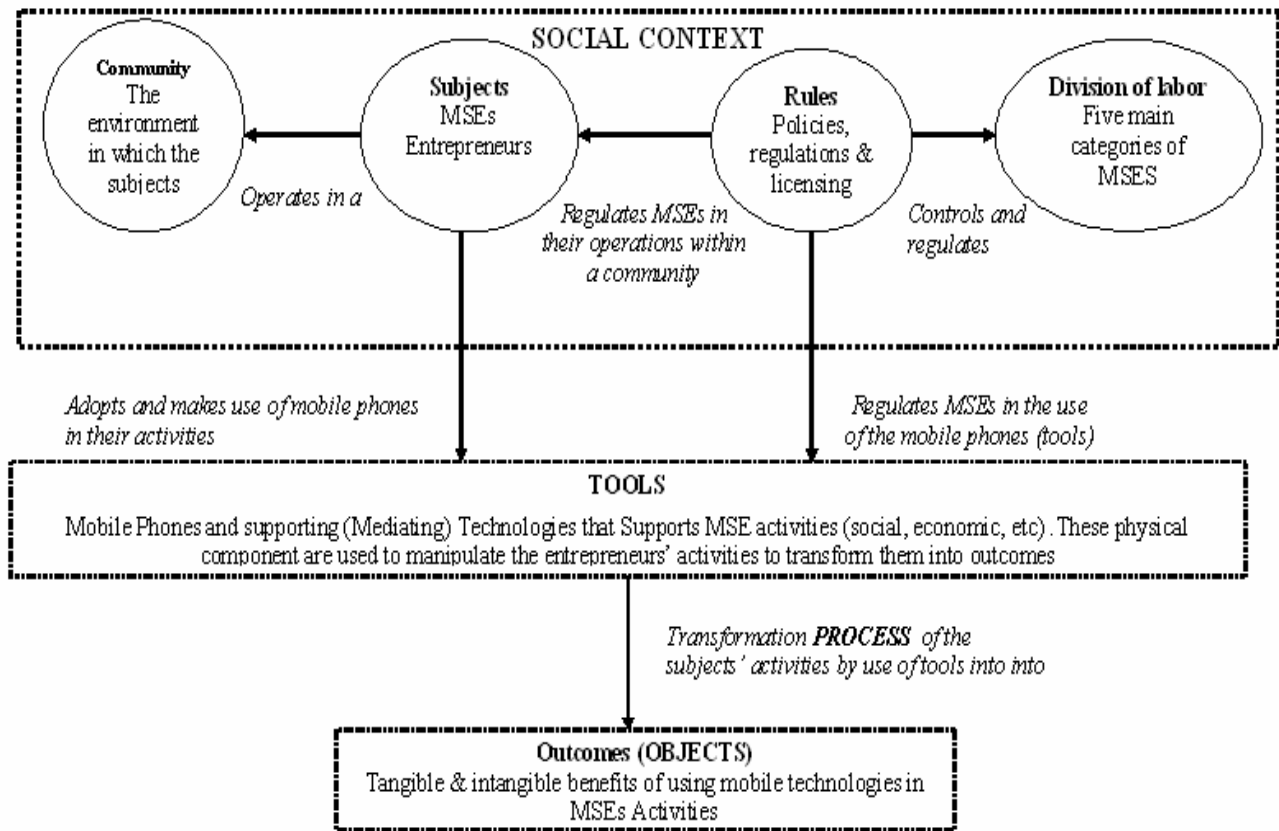 SOCIAL CONTEXT
Community
The
environment
in which the
subjects
Subjects
MSEs
Entrepreneurs
Rules
Policies,
regulations &
licensing
Division of labor
Five main
categories of
MSES
Operates in a
Regulates MSEs in
their operations within
a community
Controls and
regulates
Adopts and makes use of mobile phones
in their activities
Regulates MSEs in the use
of the mobile phones (tools)
TOOLS
Mobile Phones and supporting (Mediating) Technologies that Supports MSE activities (social, economic, etc). These physical
component are used to manipulate the entrepreneurs' activities to transform them into outcomes
Transformation PROCESS of the
subjects' activities by use of tools into into
Outcomes (OBJECTS)
Tangible & intangible benefits of using mobile technologies in
MSEs Activities